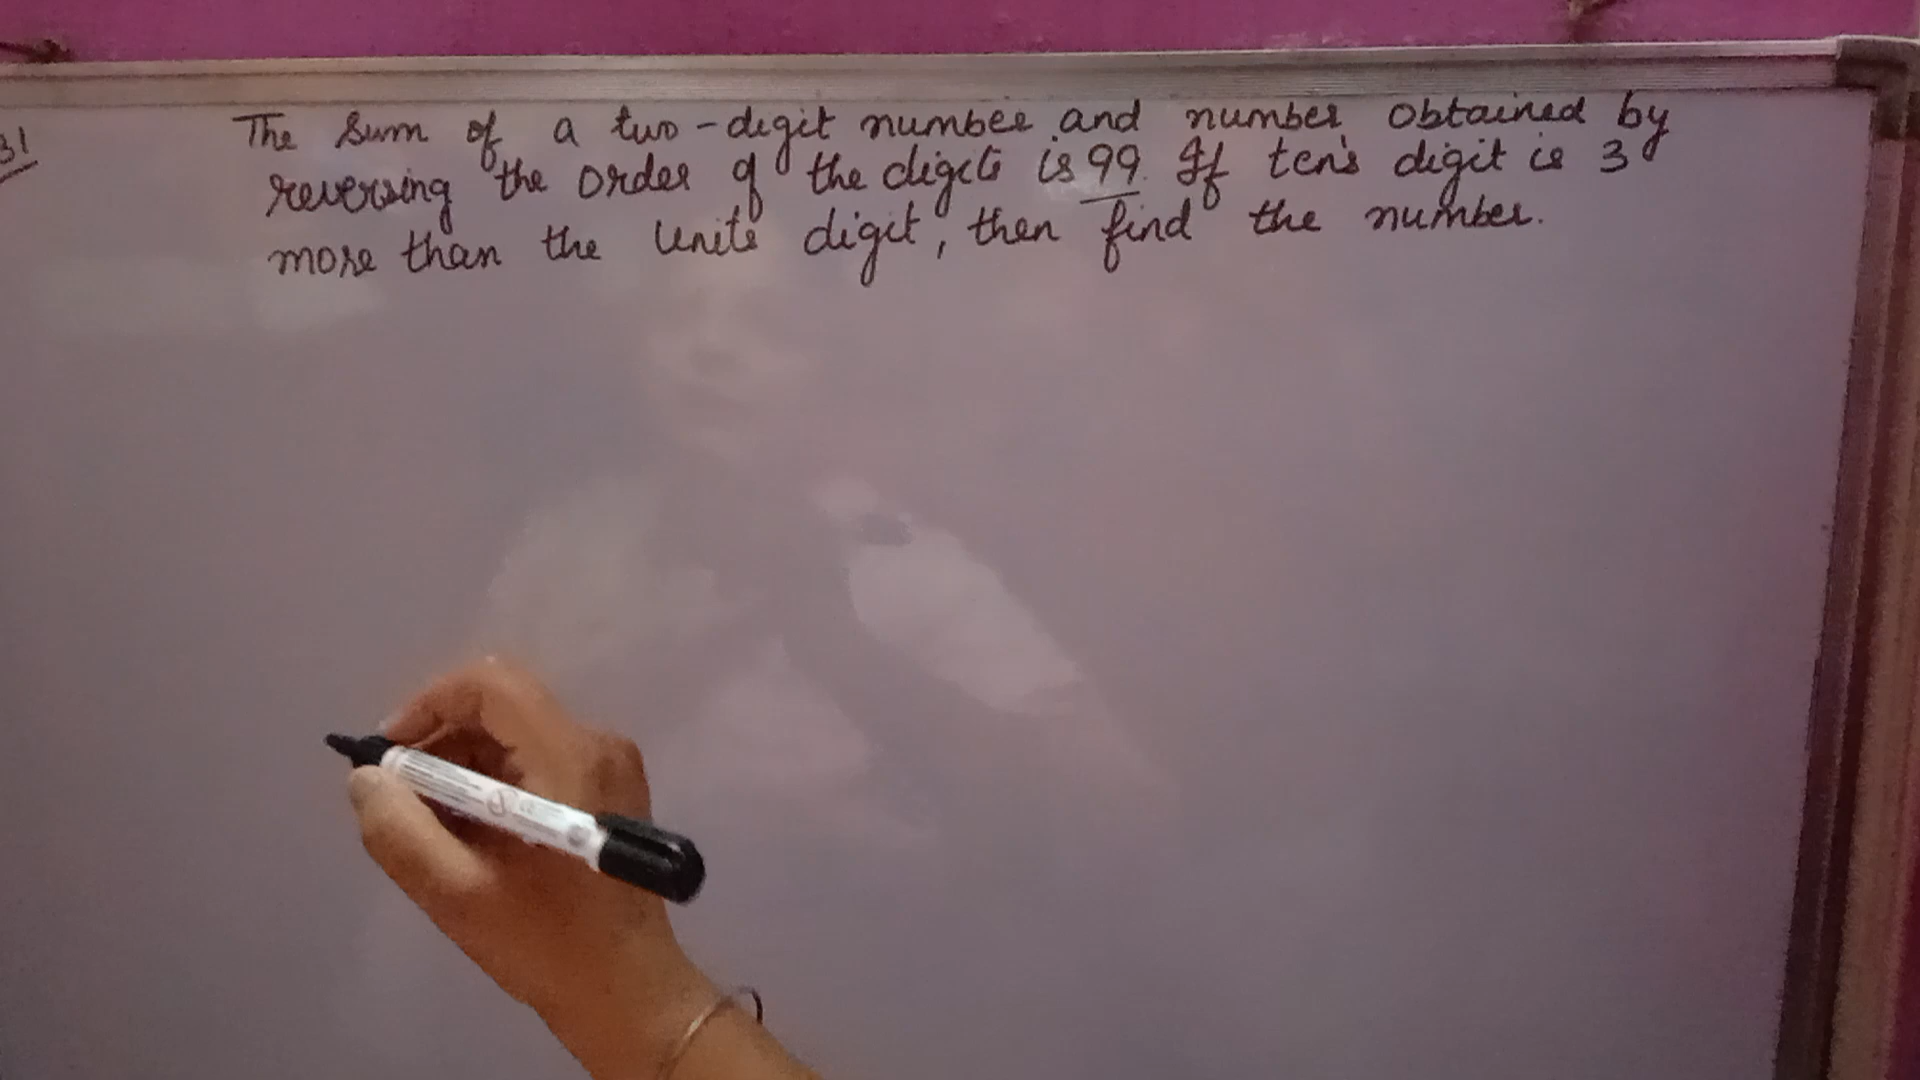 31
The Sum of a two-digit number and number obtained by
reversing the order of the digits is 99. If ten's digit is 3
more than the units digit, then find the number.